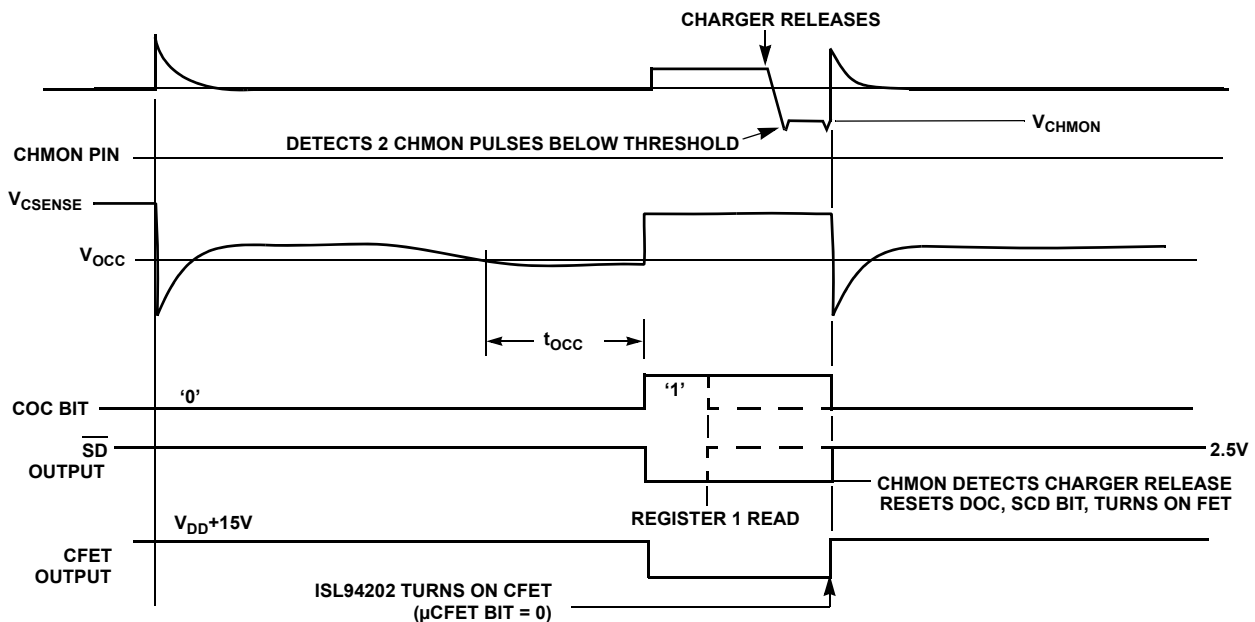 CHARGER RELEASES
V_CHMON
DETECTS 2 CHMON PULSES BELOW THRESHOLD
CHMON PIN
V_CSENSE
V_OCC
t_OCC
‘0’
‘1’
COC BIT
SD
OUTPUT
2.5V
CHMON DETECTS CHARGER RELEASE
RESETS DOC, SCD BIT, TURNS ON FET
REGISTER 1 READ
V_DD+15V
CFET
OUTPUT
ISL94202 TURNS ON CFET
(µCFET BIT = 0)